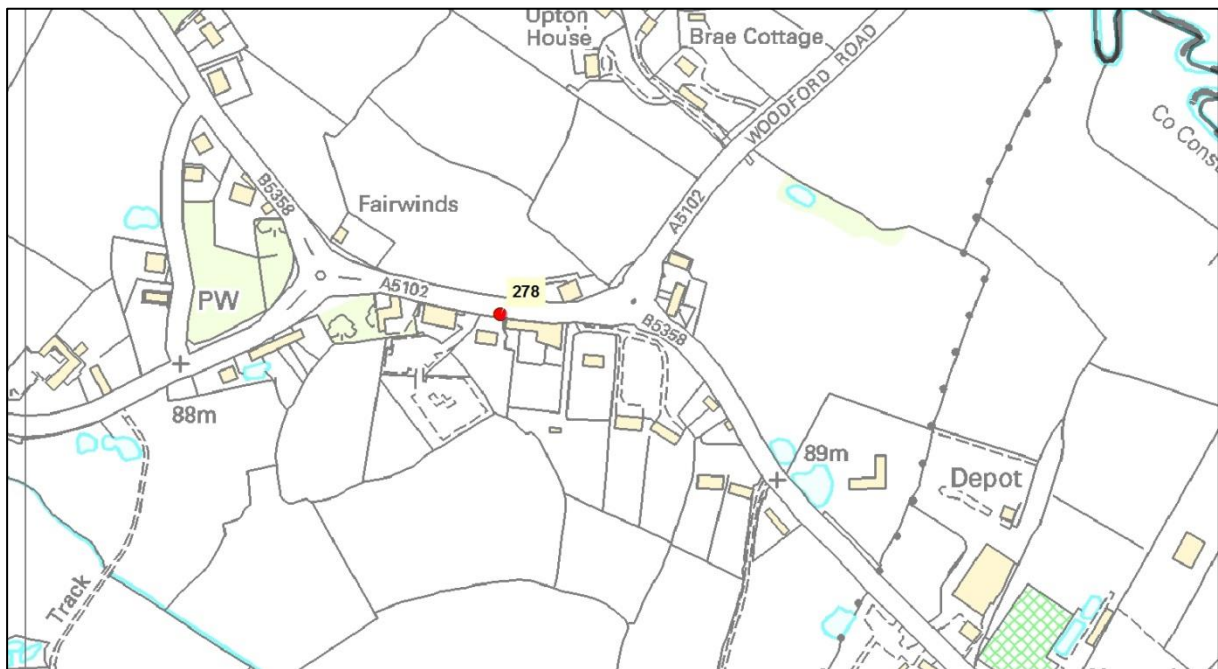 Upton
House
Brae Cottage
WOODFORD ROAD
Co Cons
B5358
Fairwinds
A5102
PW
A5102
278
B5358
88m
89m
Depot
Track